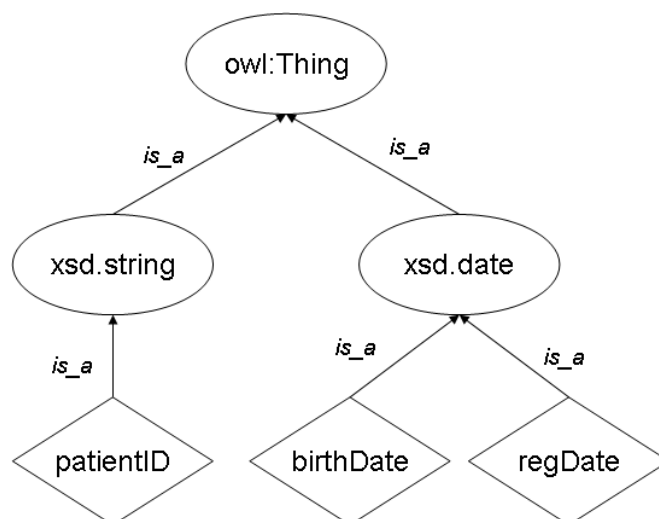 owl:Thing
is_a
is_a
xsd.string
xsd.date
is_a
is_a
is_a
patientID
birthDate
regDate